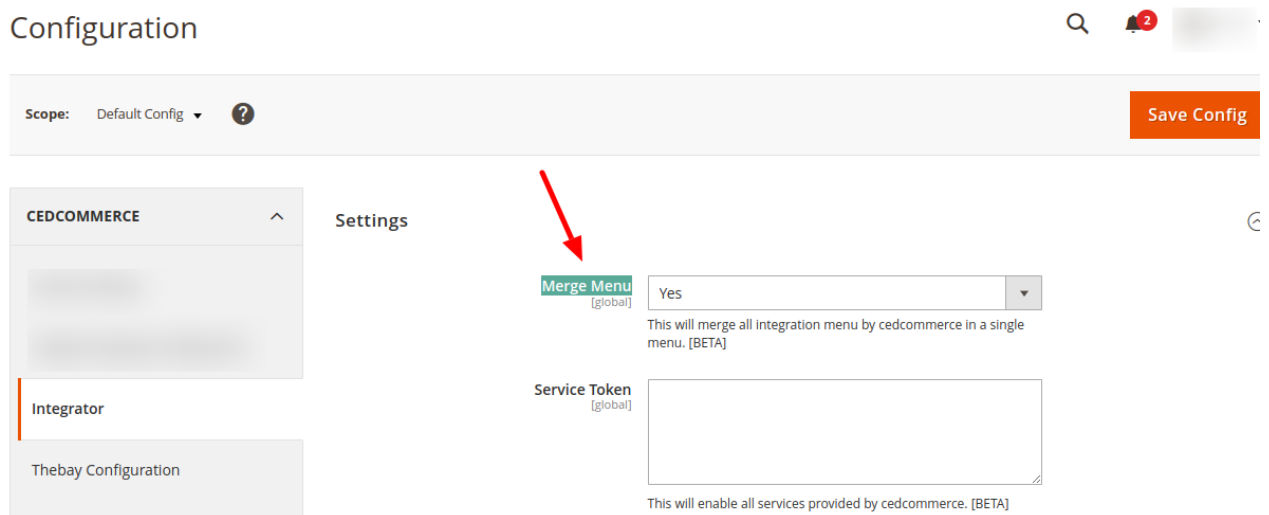 Configuration
2
Scope: Default Config ?
Save Config
CEDCOMMERCE
Settings
Merge Menu
[global]
Yes
This will merge all integration menu by cedcommerce in a single
menu. [BETA]
Service Token
[global]
Integrator
Thebay Configuration
This will enable all services provided by cedcommerce. [BETA]